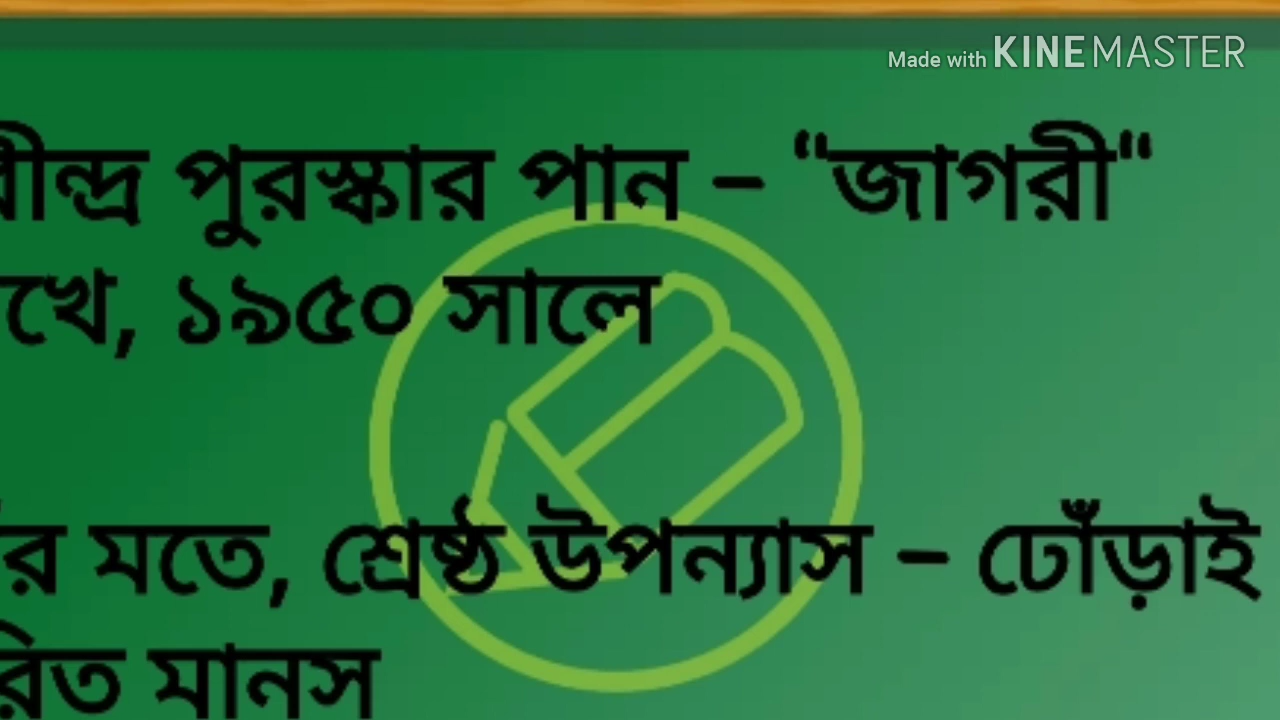 Made with KINEMASTER
রীন্দ্র পুরস্কার পান – "জাগরী"
খে, ১৯৫০ সালে
র মতে, শ্রেষ্ঠ উপন্যাস – ঢোঁড়াই
রিত মানস